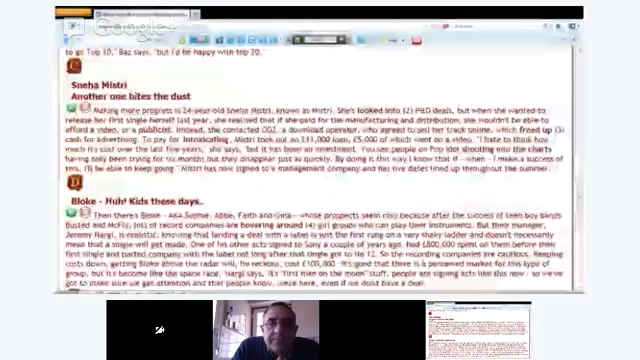 Google+
to go Top 10," Baz says, "but I'd be happy with top 20."
C
Sneha Mistri
Another one bites the dust
Making more progress is 24-year-old Sneha Mistri, known as Mistri. She's looked into (2) P&D deals, but when she wanted to
release her first single herself last year, she realised that if she paid for the manufacturing and distribution, she wouldn't be able to
afford a video, or a publicist. Instead, she contacted OD2, a download operator, who agreed to sell her track online, which freed up (3)
cash for advertising. To pay for intoxicating, Mistri took out an £11,000 loan, £5,000 of which went on a video. "I hate to think how
much it's cost over the last five years," she says, "but it has been an investment. You see people on Pop Idol shooting into the charts
having only been trying for six months but they disappear just as quickly. By doing it this way I know that if - when - I make a success of
this, I'll be able to keep going." Mistri has now signed to a management company and has live dates lined up throughout the summer.
D
Bloke - Huh! Kids these days..
Then there's Bloke - AKA Sophie, Abbe, Faith and Gina - whose prospects seem rosy because after the success of teen boy bands
Busted and McFly, lots of record companies are hovering around (4) girl groups who can play their instruments. But their manager,
Jeremy Nargi, is realistic, knowing that landing a deal with a label is just the first rung on a very shaky ladder and doesn't necessarily
mean that a single will get made. One of his other acts signed to Sony a couple of years ago, had £800,000 spent on them before their
first single and parted company with the label not long after that single got to No 12. So the recording companies are cautious. Keeping
costs down, getting Bloke above the radar will, he reckons, cost £100,000. "It's good that there is a perceived market for this type of
group, but it's become like the space race," Nargi says. It's "first man on the moon" stuff, people are signing acts like this now - so we've
got to make sure we get attention and that people know we're here, even if we dont have a deal.